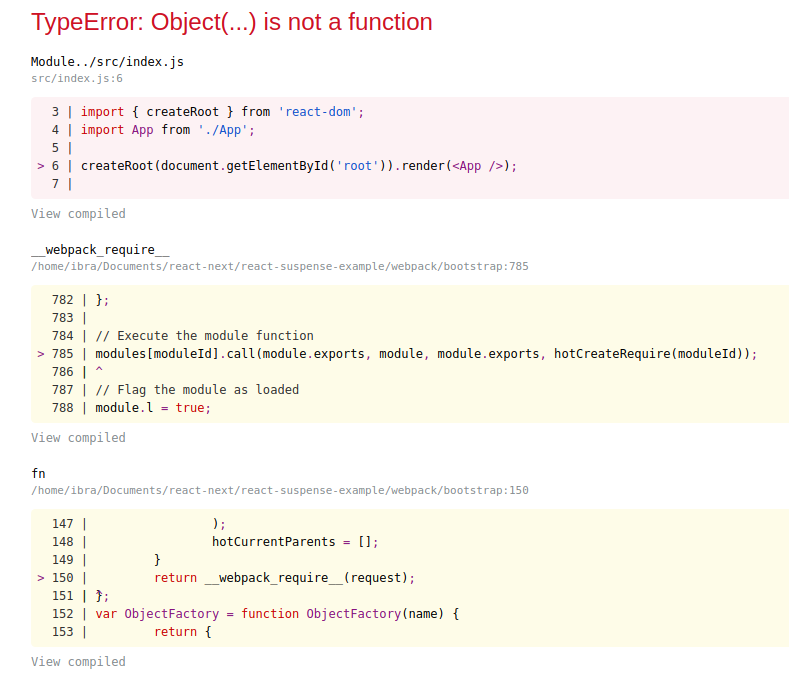 TypeError: Object(...) is not a function
Module../src/index.js
src/index.js:6
3 | import { createRoot } from 'react-dom';
4 | import App from './App';
5 |
> 6 | createRoot(document.getElementById('root')).render(<App />);
7 |
View compiled
__webpack_require__
/home/ibra/Documents/react-next/react-suspense-example/webpack/bootstrap:785
782 | };
783 |
784 | // Execute the module function
> 785 | modules[moduleId].call(module.exports, module, module.exports, hotCreateRequire(moduleId));
786 | ^
787 | // Flag the module as loaded
788 | module.l = true;
View compiled
fn
/home/ibra/Documents/react-next/react-suspense-example/webpack/bootstrap:150
147 | );
148 | hotCurrentParents = [];
149 | }
> 150 | return __webpack_require__(request);
151 | };
152 | var ObjectFactory = function ObjectFactory(name) {
153 | return {
View compiled